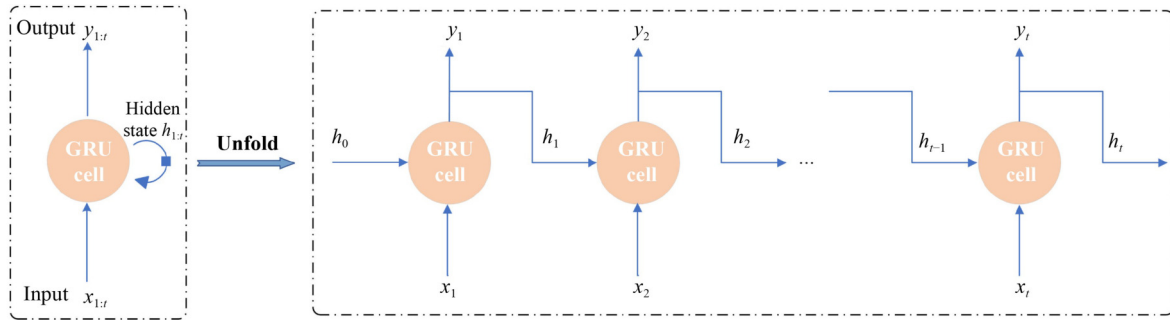 Output y₁:ₜ
Hidden
state h₁:ₜ
GRU
cell
Input x₁:ₜ
Unfold
y₁ y₂ yₜ
h₀ h₁ h₂ ... hₜ₋₁ hₜ
GRU GRU GRU
cell cell cell
x₁ x₂ xₜ